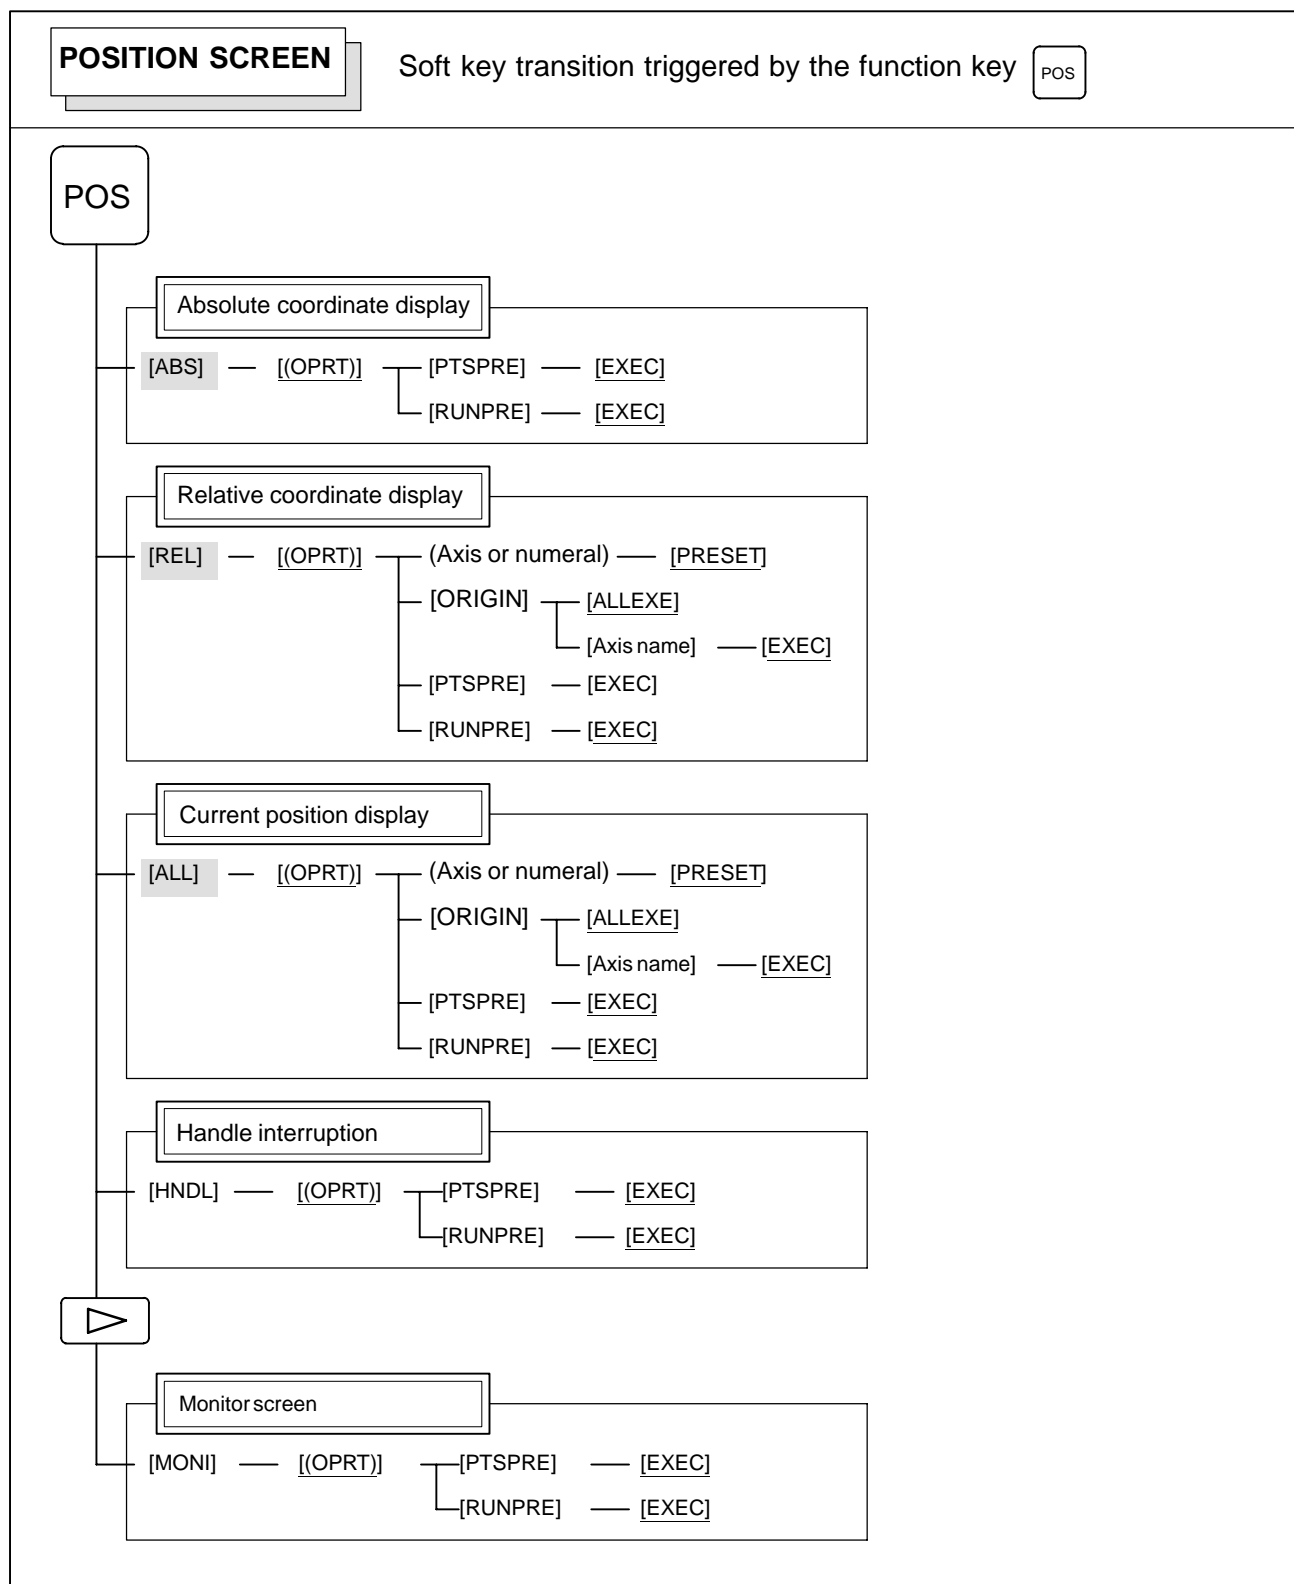 POSITION SCREEN Soft key transition triggered by the function key POS
POS
Absolute coordinate display
[ABS] [(OPRT)] [PTSPRE] [EXEC]
[RUNPRE] [EXEC]
Relative coordinate display
[REL] [(OPRT)] (Axis or numeral) [PRESET]
[ORIGIN] [ALLEXE]
[Axis name] [EXEC]
[PTSPRE] [EXEC]
[RUNPRE] [EXEC]
Current position display
[ALL] [(OPRT)] (Axis or numeral) [PRESET]
[ORIGIN] [ALLEXE]
[Axis name] [EXEC]
[PTSPRE] [EXEC]
[RUNPRE] [EXEC]
Handle interruption
[HNDL] [(OPRT)] [PTSPRE] [EXEC]
[RUNPRE] [EXEC]
Monitor screen
[MONI] [(OPRT)] [PTSPRE] [EXEC]
[RUNPRE] [EXEC]